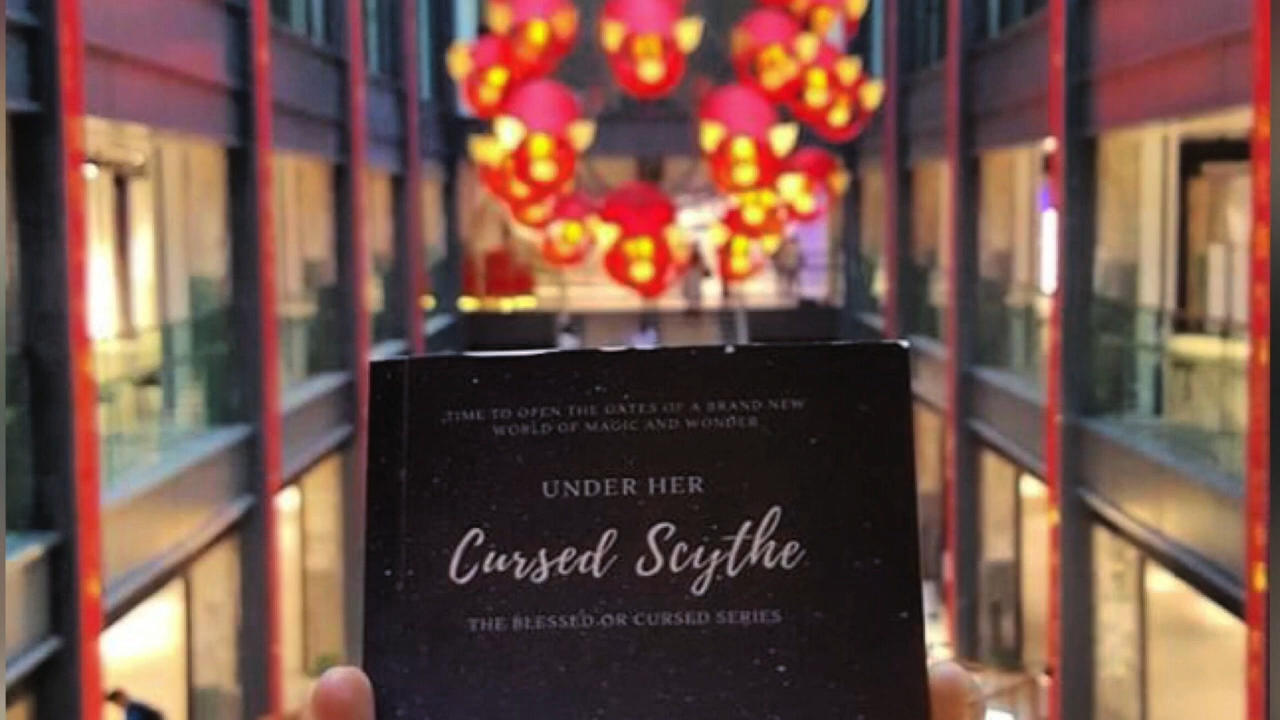 TIME TO OPEN THE GATES OF A BRAND NEW
WORLD OF MAGIC AND WONDER
UNDER HER
Cursed Scythe
THE BLESSED OR CURSED SERIES